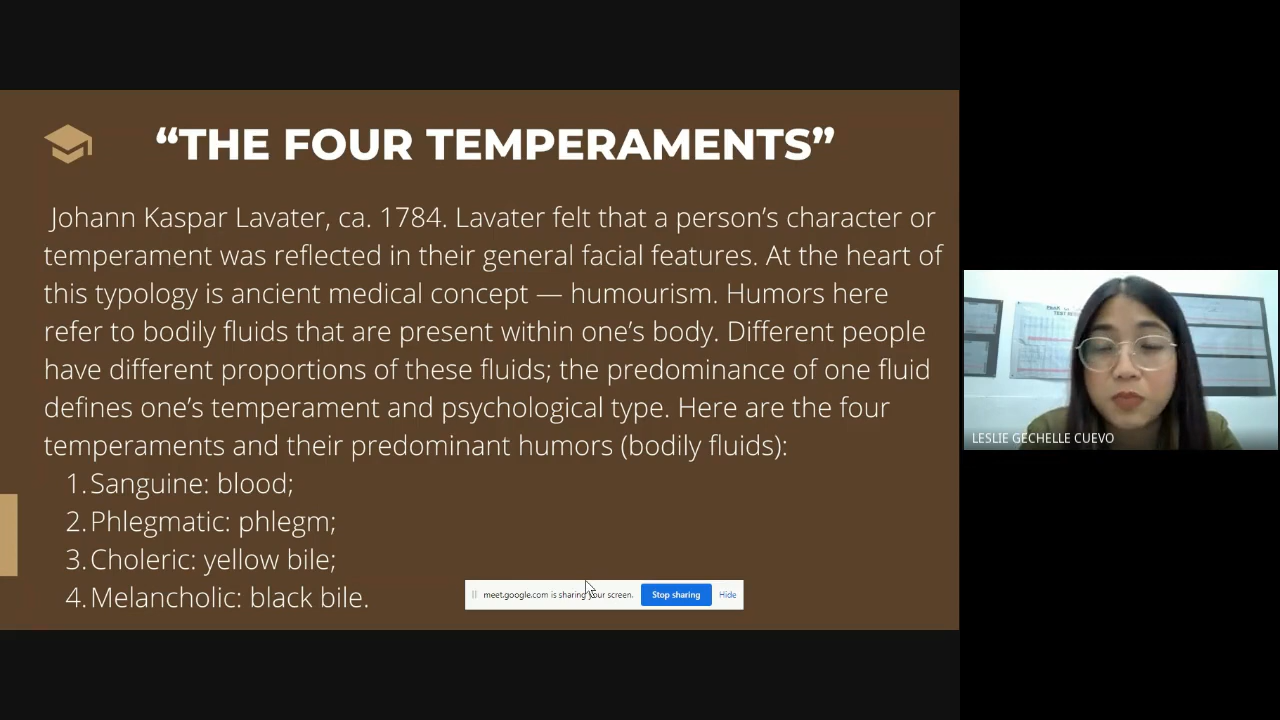 “THE FOUR TEMPERAMENTS”
Johann Kaspar Lavater, ca. 1784. Lavater felt that a person’s character or
temperament was reflected in their general facial features. At the heart of
this typology is ancient medical concept — humourism. Humors here
refer to bodily fluids that are present within one’s body. Different people
have different proportions of these fluids; the predominance of one fluid
defines one’s temperament and psychological type. Here are the four
temperaments and their predominant humors (bodily fluids):
1. Sanguine: blood;
2. Phlegmatic: phlegm;
3. Choleric: yellow bile;
4. Melancholic: black bile.
meet.google.com is sharing your screen.
Stop sharing
Hide
LESLIE GECHELLE CUEVO